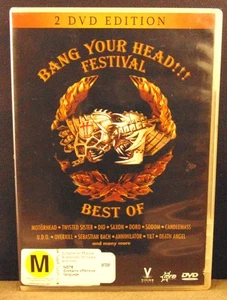 2 DVD EDITION
BANG YOUR HEAD!!!
FESTIVAL
BEST OF
MOTÖRHEAD • TWISTED SISTER • DIO • SAXON • DORO • SODOM • CANDLEMASS
U.D.O. • OVERKILL • SEBASTIAN BACH • ANNIHILATOR • TNT • DEATH ANGEL
and many more
M
DVD